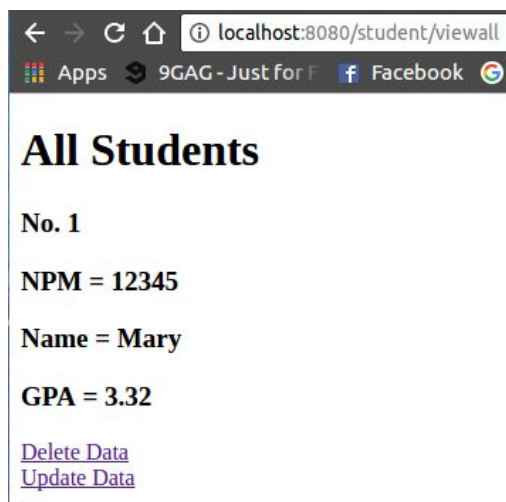 localhost:8080/student/viewall
Apps 9GAG - Just for F Facebook
All Students
No. 1
NPM = 12345
Name = Mary
GPA = 3.32
Delete Data
Update Data